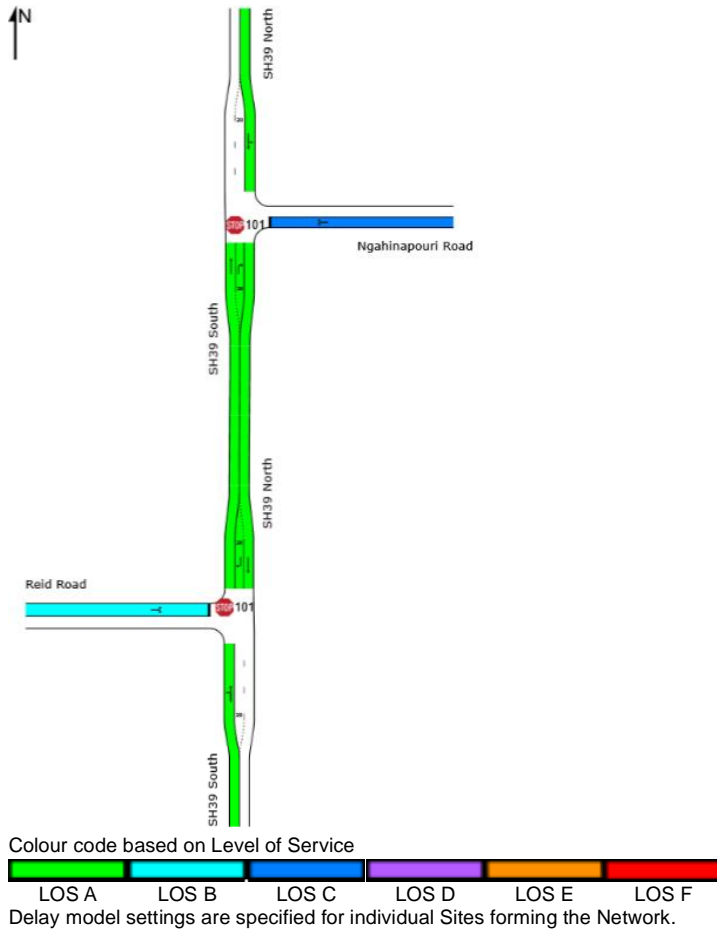 N
SH39 North
STOP 101
Ngahinapouri Road
SH39 South
SH39 North
Reid Road
STOP 101
SH39 South
Colour code based on Level of Service
LOS A LOS B LOS C LOS D LOS E LOS F
Delay model settings are specified for individual Sites forming the Network.